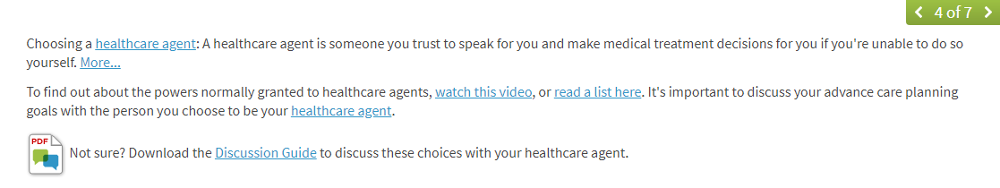 4 of 7
Choosing a healthcare agent: A healthcare agent is someone you trust to speak for you and make medical treatment decisions for you if you're unable to do so
yourself. More...
To find out about the powers normally granted to healthcare agents, watch this video, or read a list here. It's important to discuss your advance care planning
goals with the person you choose to be your healthcare agent.
PDF
Not sure? Download the Discussion Guide to discuss these choices with your healthcare agent.